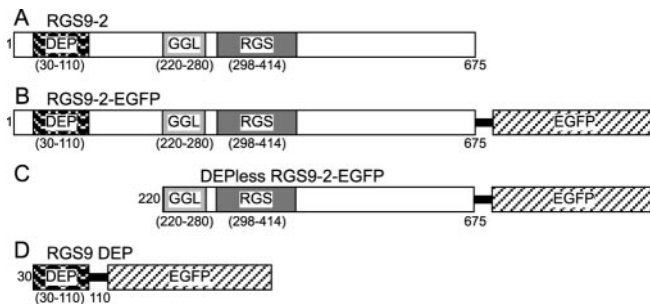 A RGS9-2
1 DEP GGL RGS
(30-110) (220-280) (298-414) 675
B RGS9-2-EGFP
1 DEP GGL RGS EGFP
(30-110) (220-280) (298-414) 675
C DEPless RGS9-2-EGFP
220 GGL RGS EGFP
(220-280) (298-414) 675
D RGS9 DEP
30 DEP EGFP
(30-110) 110